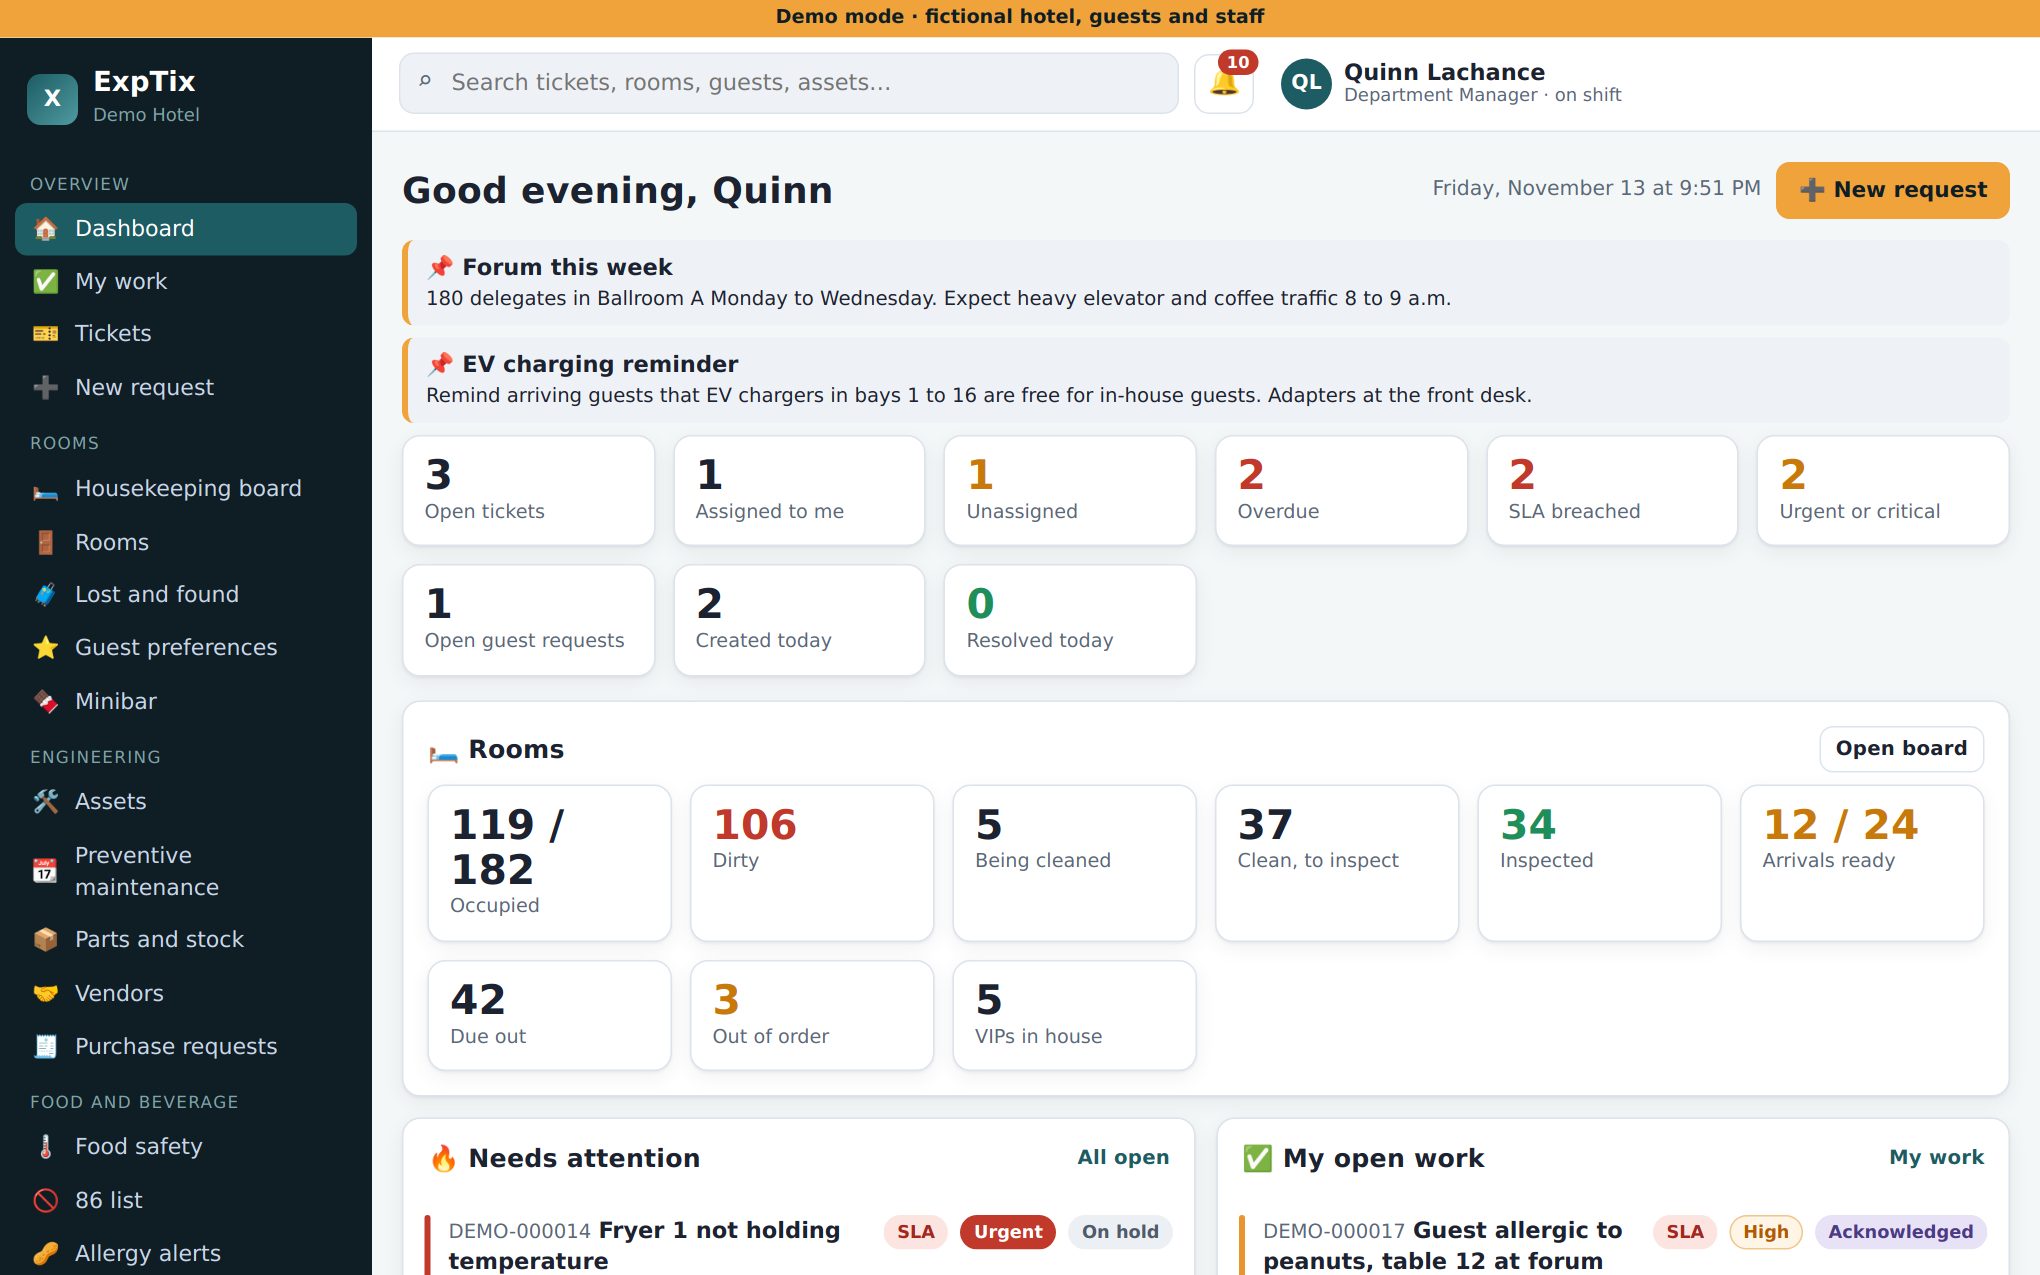 Demo mode · fictional hotel, guests and staff
X
ExpTix
Demo Hotel
Search tickets, rooms, guests, assets...
10
QL
Quinn Lachance
Department Manager · on shift
OVERVIEW
Dashboard
My work
Tickets
New request
ROOMS
Housekeeping board
Rooms
Lost and found
Guest preferences
Minibar
ENGINEERING
Assets
Preventive
maintenance
Parts and stock
Vendors
Purchase requests
FOOD AND BEVERAGE
Food safety
86 list
Allergy alerts
Good evening, Quinn
Friday, November 13 at 9:51 PM
New request
Forum this week
180 delegates in Ballroom A Monday to Wednesday. Expect heavy elevator and coffee traffic 8 to 9 a.m.
EV charging reminder
Remind arriving guests that EV chargers in bays 1 to 16 are free for in-house guests. Adapters at the front desk.
3
Open tickets
1
Assigned to me
1
Unassigned
2
Overdue
2
SLA breached
2
Urgent or critical
1
Open guest requests
2
Created today
0
Resolved today
Rooms
Open board
119 /
182
Occupied
106
Dirty
5
Being cleaned
37
Clean, to inspect
34
Inspected
12 / 24
Arrivals ready
42
Due out
3
Out of order
5
VIPs in house
Needs attention
All open
DEMO-000014 Fryer 1 not holding
temperature
SLA
Urgent
On hold
My open work
My work
DEMO-000017 Guest allergic to
peanuts, table 12 at forum
SLA
High
Acknowledged